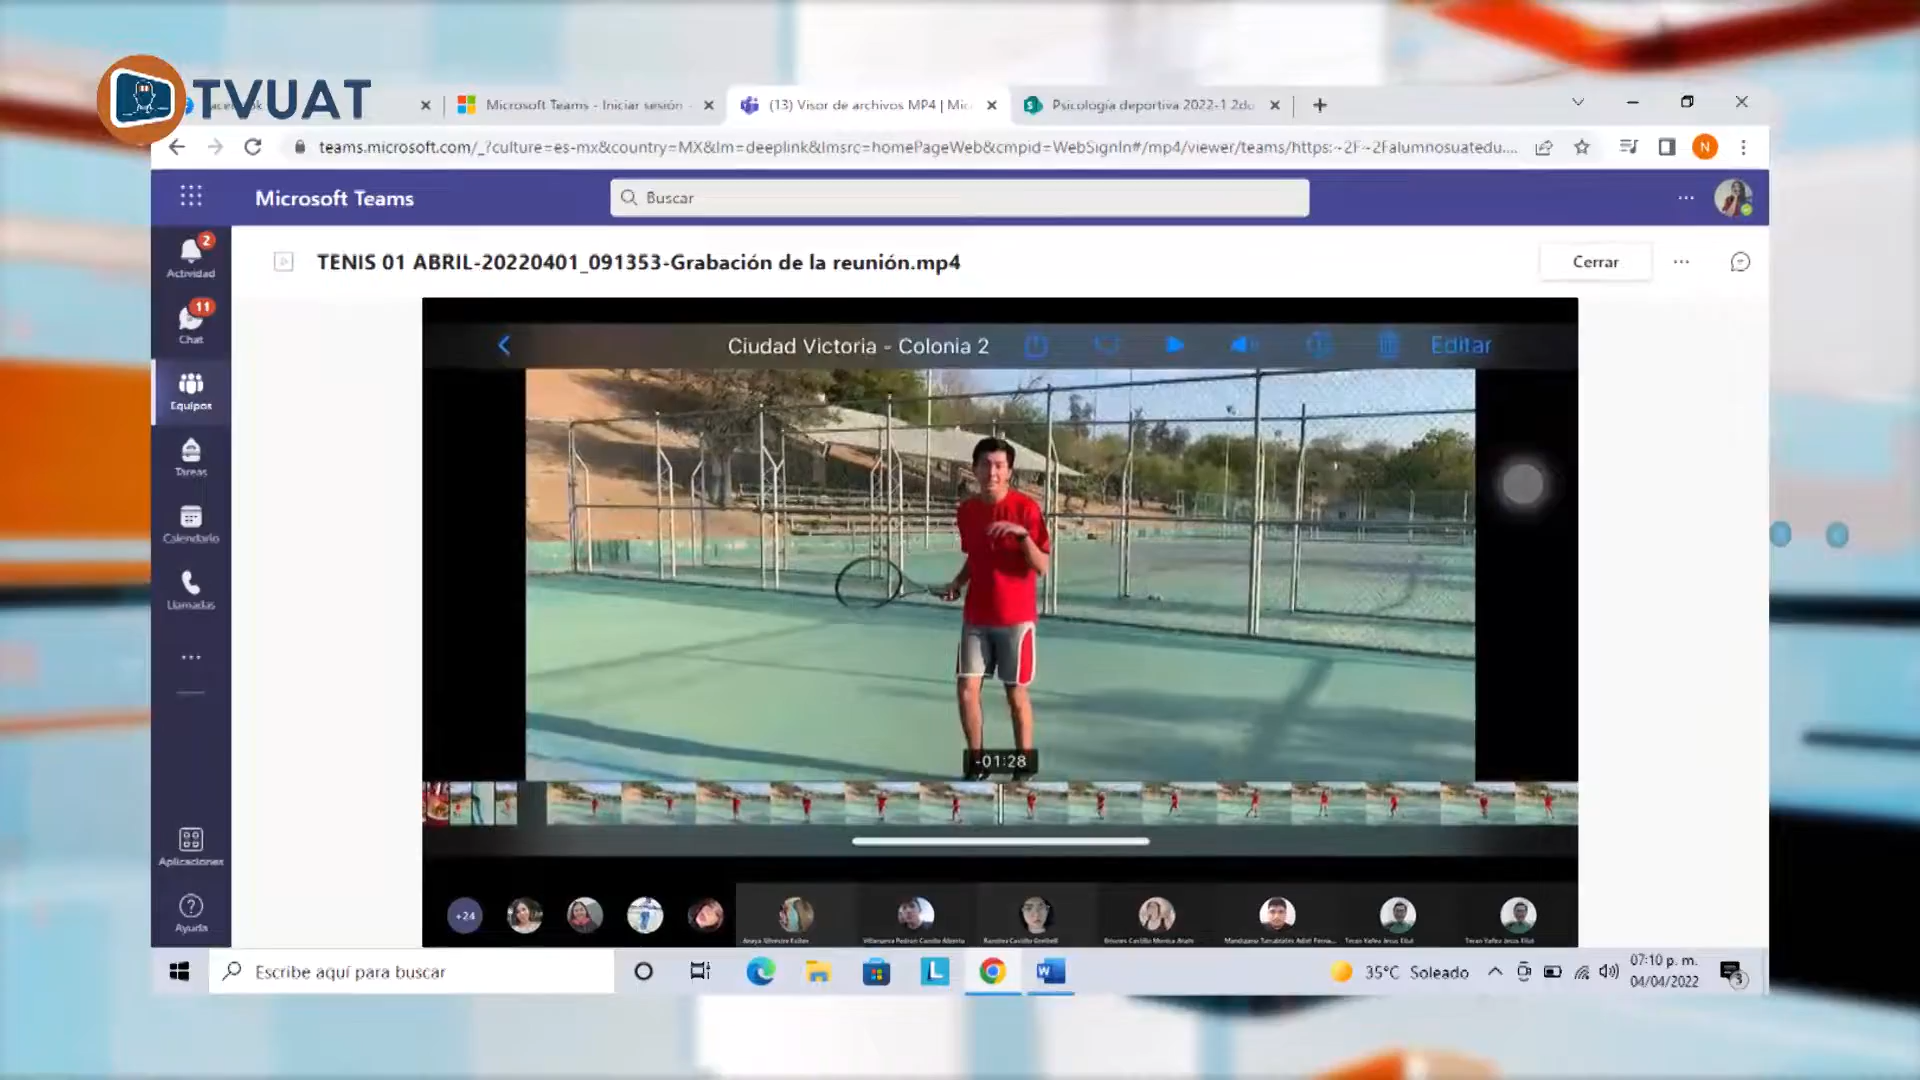 TVUAT
Microsoft Teams - Iniciar sesión
(13) Visor de archivos MP4 | Mic
Psicología deportiva 2022-1 2do
teams.microsoft.com/_?culture=es-mx&country=MX&lm=deeplink&lmsrc=homePageWeb&cmpid=WebSignIn#/mp4/viewer/teams/https:~2F~2Falumnosuatedu....
N
Microsoft Teams
Buscar
2
Actividad
TENIS 01 ABRIL-20220401_091353-Grabación de la reunión.mp4
Cerrar
11
Chat
Ciudad Victoria - Colonia 2
Editar
Equipos
Tareas
Calendario
Llamadas
-01:28
Aplicaciones
+24
Ayuda
Escribe aquí para buscar
35°C Soleado
07:10 p. m.
04/04/2022
3